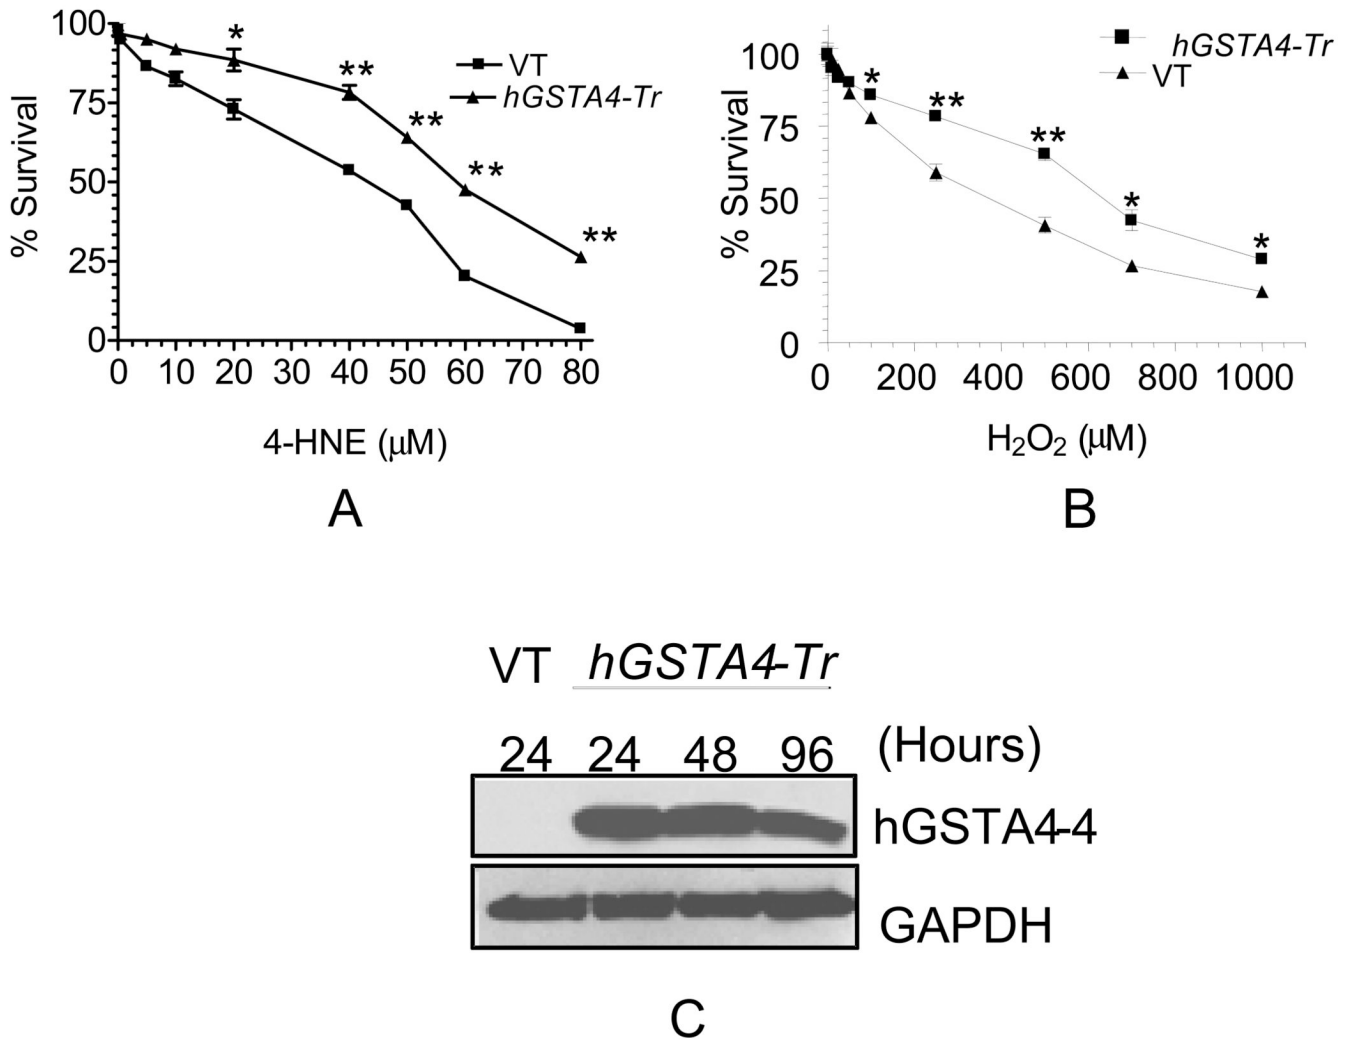 100
75
50
25
0
% Survival
*
**
**
**
**
VT
hGSTA4-Tr
0 10 20 30 40 50 60 70 80
4-HNE (μM)
A
100
75
50
25
0
% Survival
*
**
**
*
*
hGSTA4-Tr
VT
0 200 400 600 800 1000
H₂O₂ (μM)
B
VT hGSTA4-Tr
24 24 48 96 (Hours)
hGSTA4-4
GAPDH
C